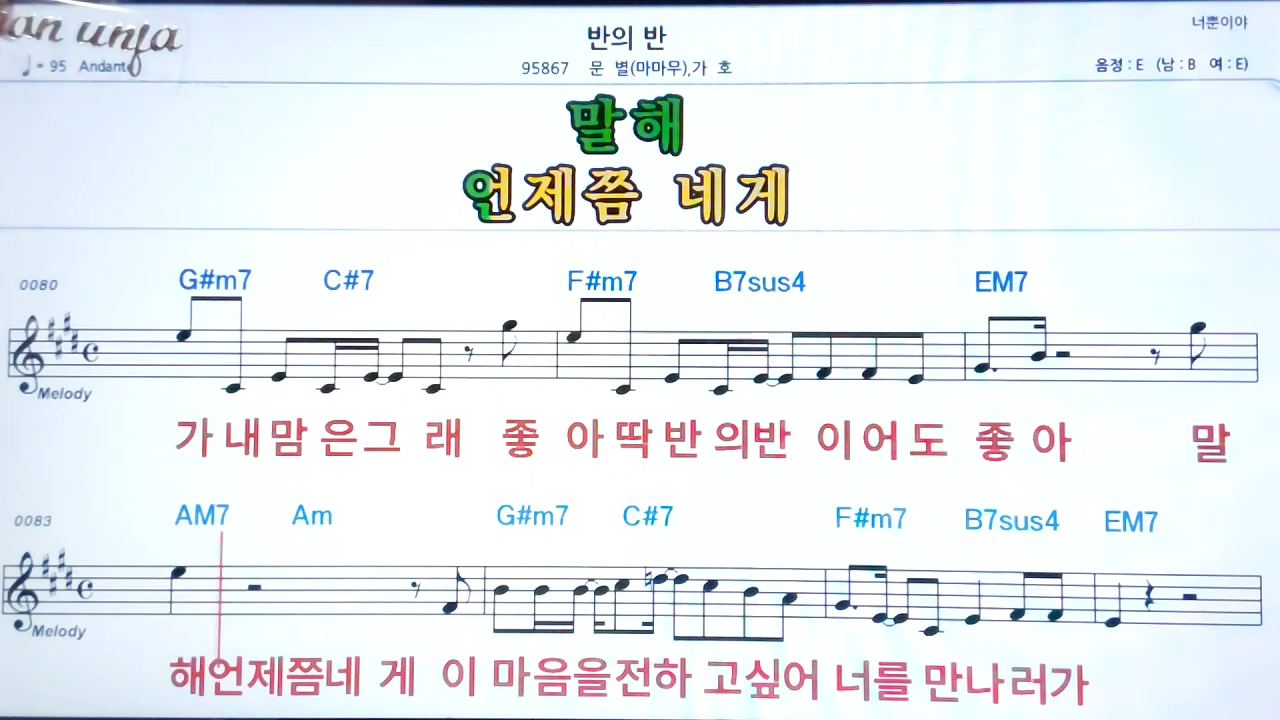 an unfa
너뿐이야
반의 반
♩= 95 Andante
95867 문 별(마마무),가 호
음정 : E (남 : B 여 : E)
말해
언제쯤 네게
0080 G#m7 C#7 F#m7 B7sus4 EM7
Melody
가 내 맘 은 그 래 좋 아 딱 반 의 반 이 어 도 좋 아 말
0083 AM7 Am G#m7 C#7 F#m7 B7sus4 EM7
Melody
해 언제쯤네 게 이 마음을전하 고싶어 너를 만나러가